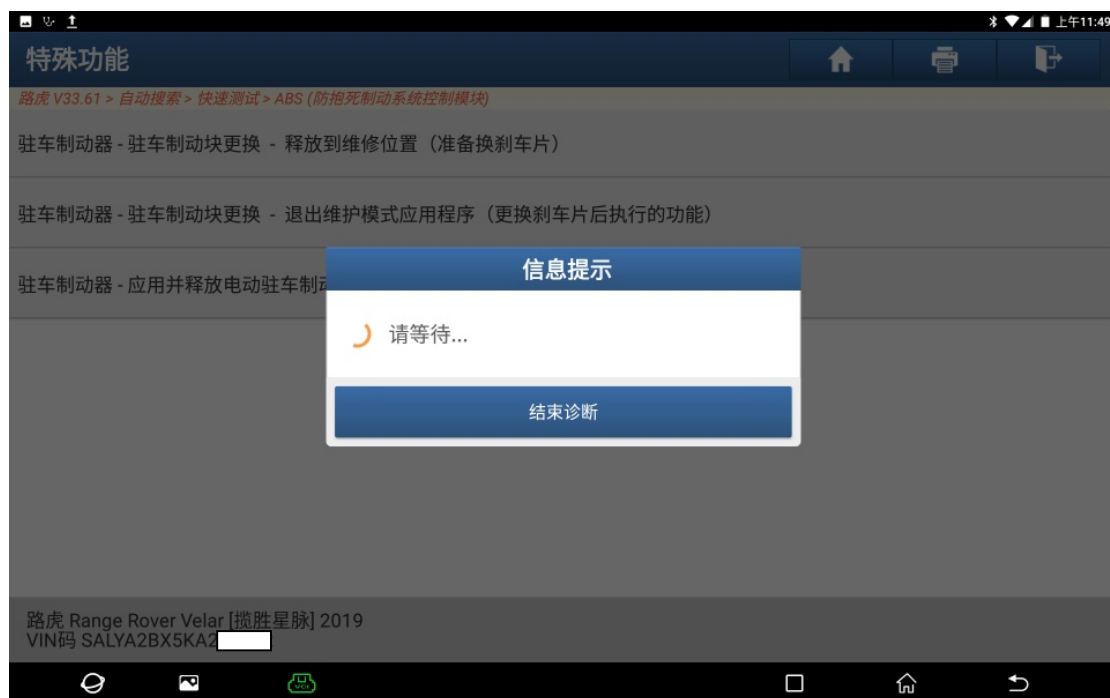 上午11:49
特殊功能
路虎 V33.61 > 自动搜索 > 快速测试 > ABS (防抱死制动系统控制模块)
驻车制动器 - 驻车制动块更换 - 释放到维修位置（准备换刹车片）
驻车制动器 - 驻车制动块更换 - 退出维护模式应用程序（更换刹车片后执行的功能）
驻车制动器 - 应用并释放电动驻车制动
信息提示
请等待...
结束诊断
路虎 Range Rover Velar [揽胜星脉] 2019
VIN码 SALYA2BX5KA2
VCI